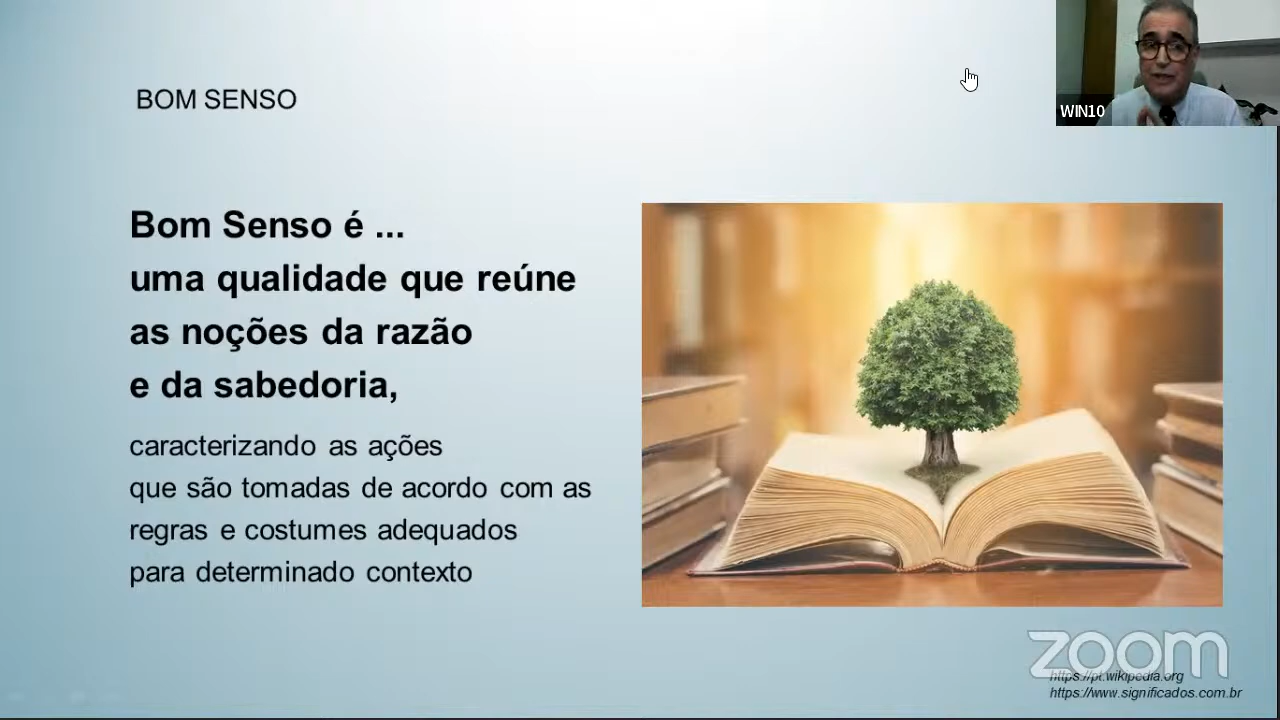 BOM SENSO
WIN10
Bom Senso é ...
uma qualidade que reúne
as noções da razão
e da sabedoria,
caracterizando as ações
que são tomadas de acordo com as
regras e costumes adequados
para determinado contexto
zoom
https://pt.wikipedia.org
https://www.significados.com.br